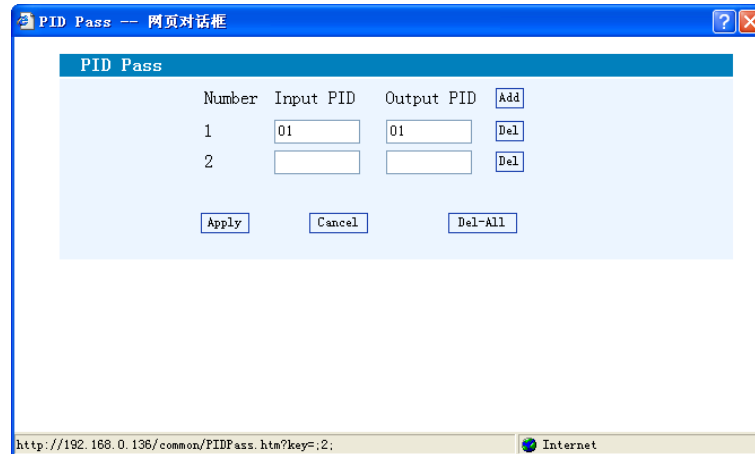 PID Pass -- 网页对话框
PID Pass
Number Input PID Output PID Add
1 01 01 Del
2 Del
Apply Cancel Del-All
http://192.168.0.136/common/PIDPass.htm?key=;2; Internet